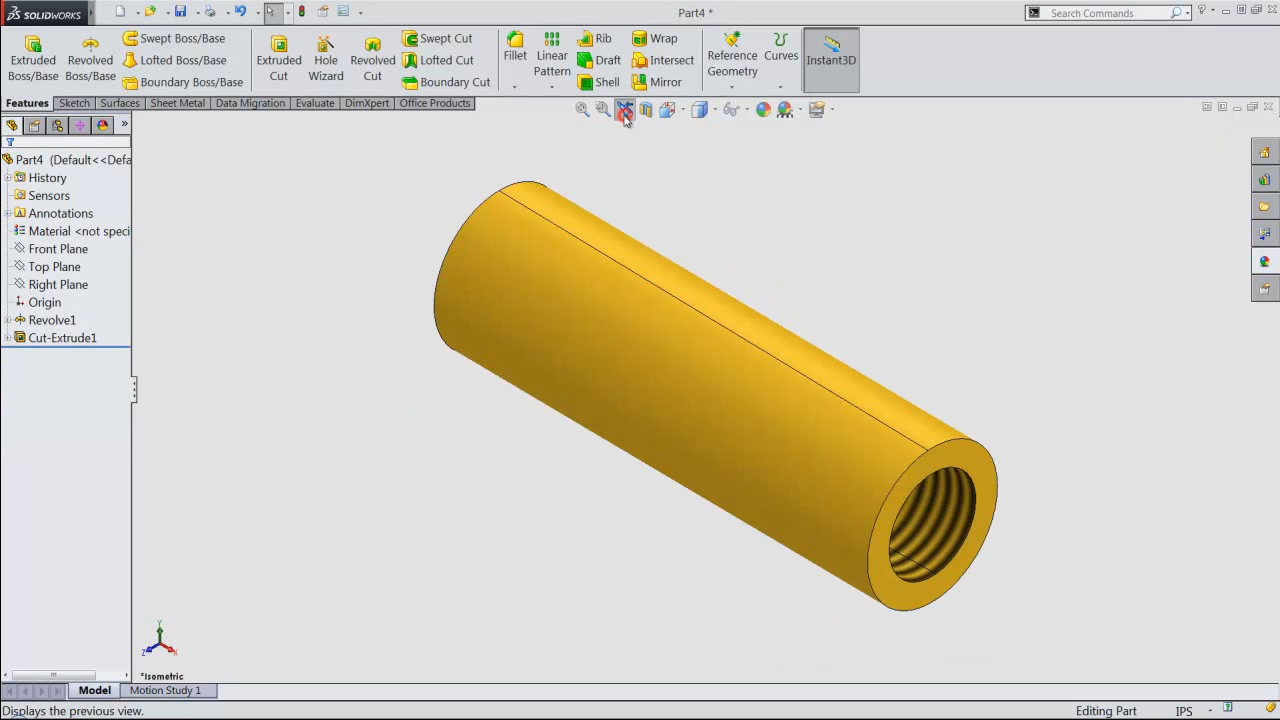 SOLIDWORKS
Part4 *
Search Commands
Extruded Boss/Base
Revolved Boss/Base
Swept Boss/Base
Lofted Boss/Base
Boundary Boss/Base
Extruded Cut
Hole Wizard
Revolved Cut
Swept Cut
Lofted Cut
Boundary Cut
Fillet
Linear Pattern
Rib
Draft
Shell
Wrap
Intersect
Mirror
Reference Geometry
Curves
Instant3D
Features Sketch Surfaces Sheet Metal Data Migration Evaluate DimXpert Office Products
Part4 (Default<<Defa
History
Sensors
Annotations
Material <not speci
Front Plane
Top Plane
Right Plane
Origin
Revolve1
Cut-Extrude1
Y
Z X
*Isometric
Model Motion Study 1
Displays the previous view.
Editing Part IPS